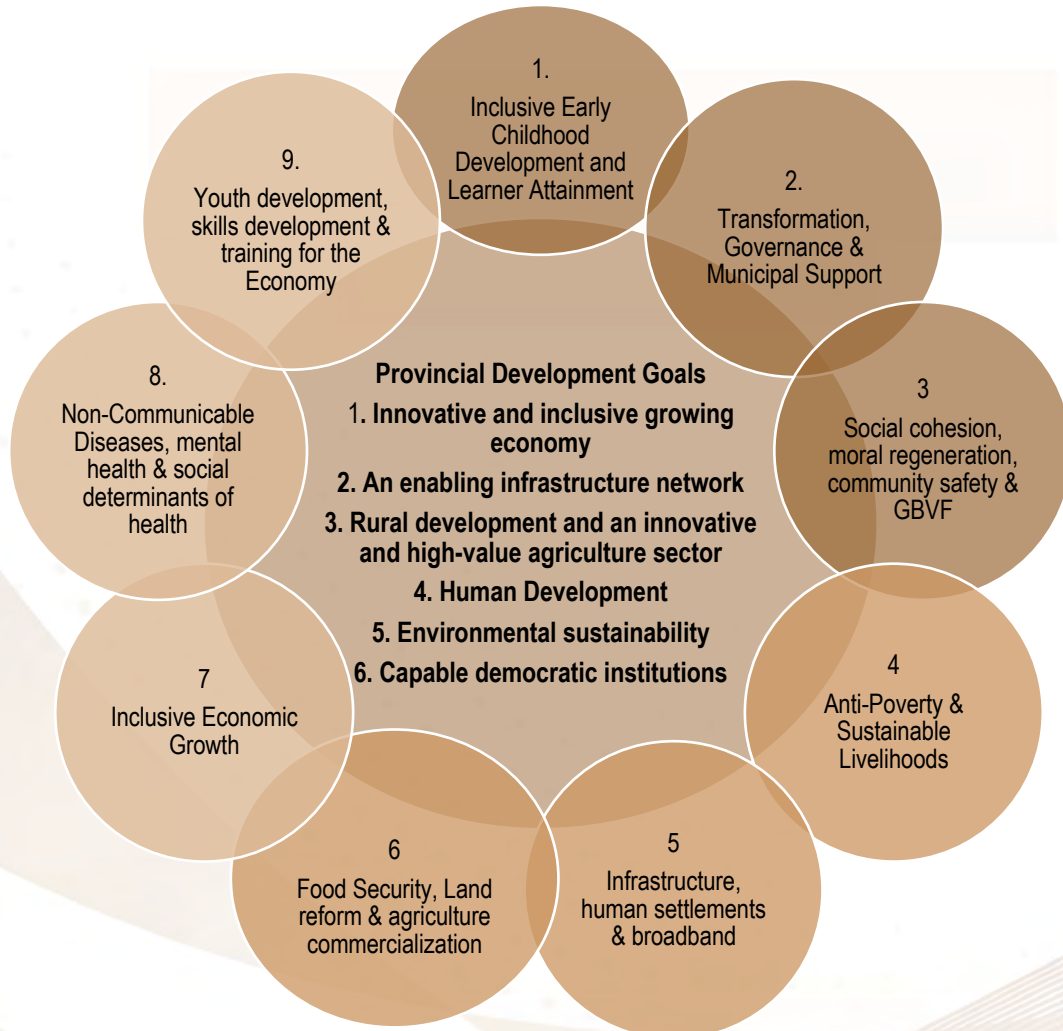 1.
Inclusive Early
Childhood
Development and
Learner Attainment
2.
Transformation,
Governance &
Municipal Support
3
Social cohesion,
moral regeneration,
community safety &
GBVF
4
Anti-Poverty &
Sustainable
Livelihoods
5
Infrastructure,
human settlements
& broadband
6
Food Security, Land
reform & agriculture
commercialization
7
Inclusive Economic
Growth
8.
Non-Communicable
Diseases, mental
health & social
determinants of
health
9.
Youth development,
skills development &
training for the
Economy
Provincial Development Goals
1. Innovative and inclusive growing
economy
2. An enabling infrastructure network
3. Rural development and an innovative
and high-value agriculture sector
4. Human Development
5. Environmental sustainability
6. Capable democratic institutions